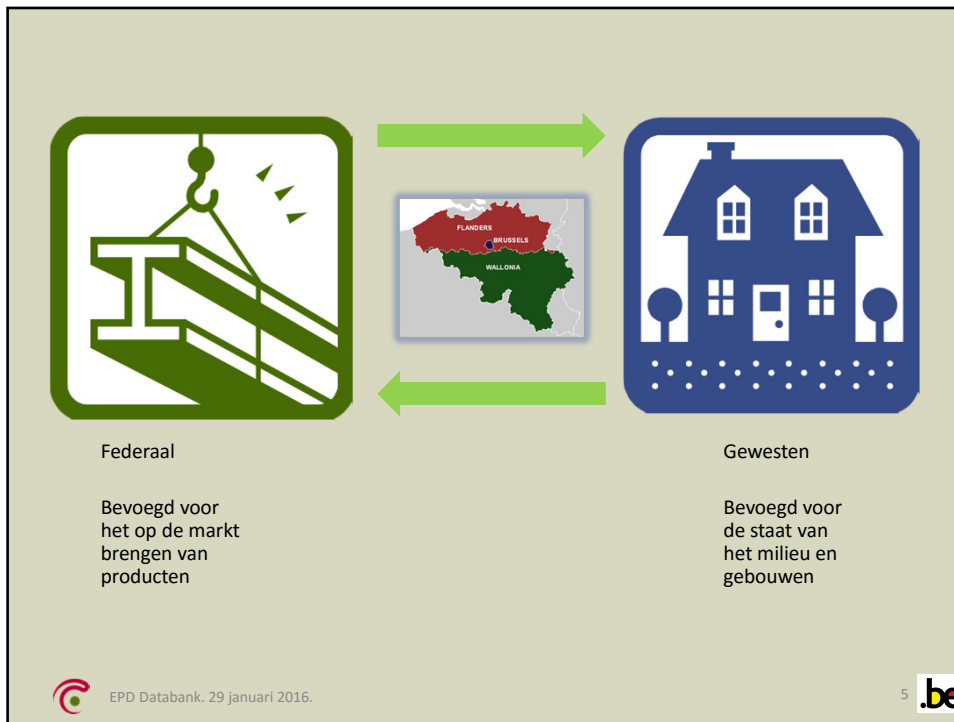 FLANDERS
BRUSSELS
WALLONIA
Federaal
Bevoegd voor
het op de markt
brengen van
producten
Gewesten
Bevoegd voor
de staat van
het milieu en
gebouwen
EPD Databank. 29 januari 2016.
5
.be